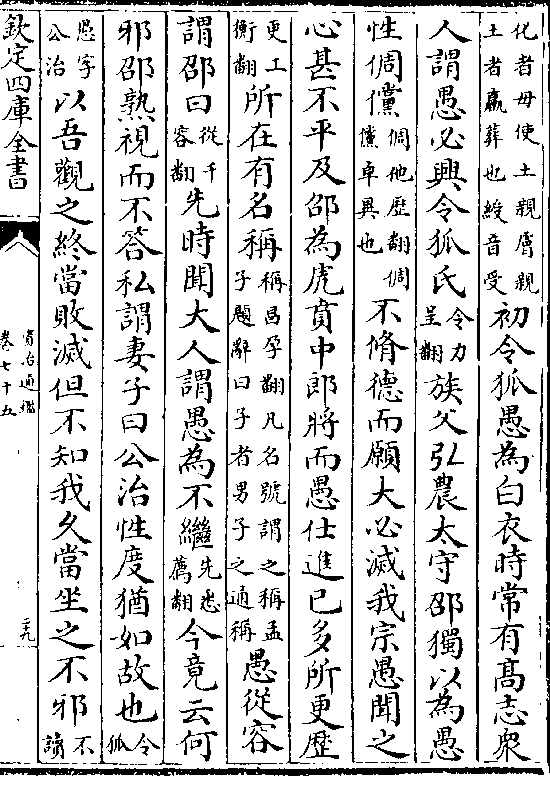 化者毋使土親膚親土者羸葬也綬音受初令狐愚為白衣時常有髙志衆
人謂愚必興令狐氏令力呈翻族父弘農太守邵獨以為愚
性倜儻倜他歷翻倜儻卓異也不脩德而願大必滅我宗愚聞之
心甚不平及邵為虎賁中郎將而愚仕進已多所更歷
更工衡翻所在有名稱稱昌孕翻凡名號謂之稱孟子題辭曰子者男子之通稱愚從容
謂邵曰從千容翻先時聞大人謂愚為不繼先悉薦翻今竟云何
邪邵熟視而不答私謂妻子曰公治性度猶如故也令狐
愚字公治以吾觀之終當敗滅但不知我久當坐之不邪不讀
欽定四庫全書
資治通鑑
卷七十五
二十九